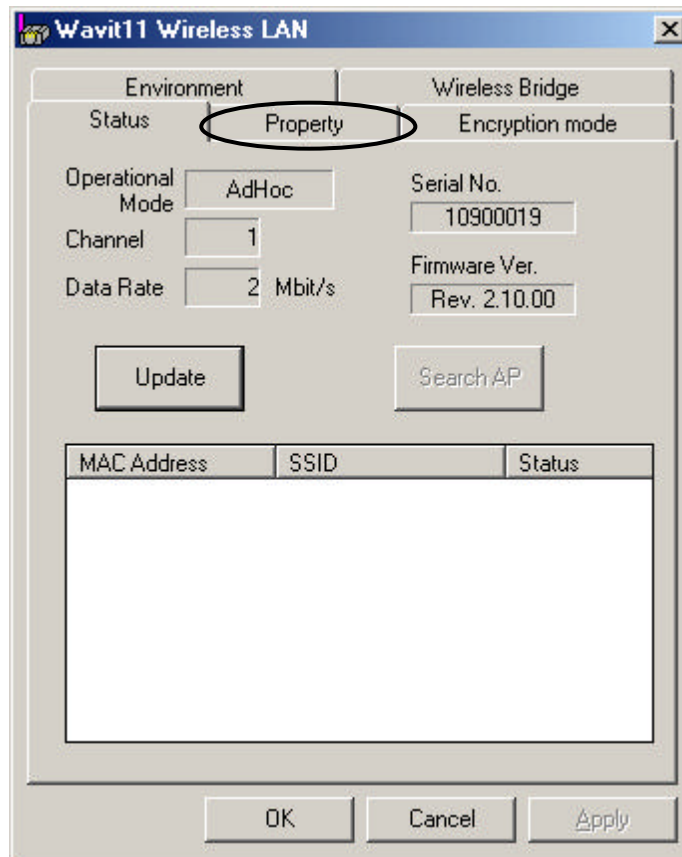 Wavit11 Wireless LAN
Environment
Wireless Bridge
Status
Property
Encryption mode
Operational Mode
AdHoc
Channel
1
Data Rate
2 Mbit/s
Serial No.
10900019
Firmware Ver.
Rev. 2.10.00
Update
Search AP
MAC Address
SSID
Status
OK
Cancel
Apply